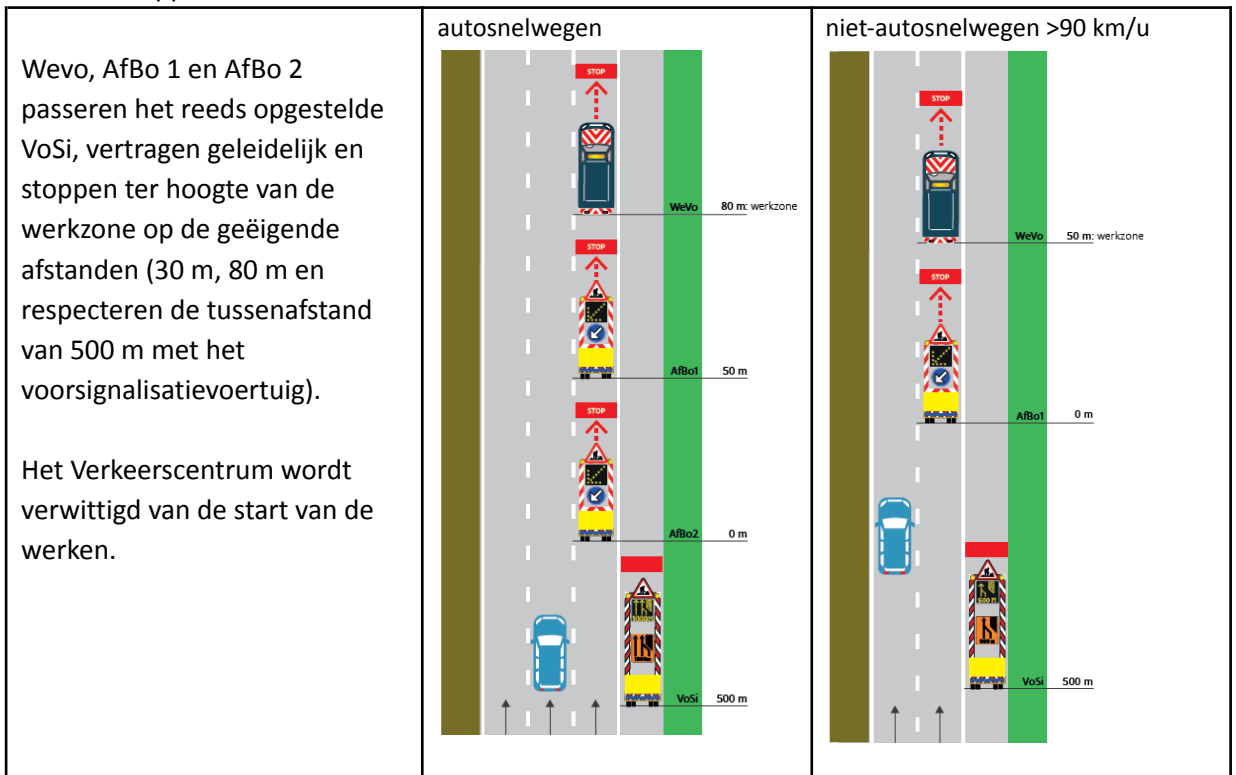 Wevo, AfBo 1 en AfBo 2
passeren het reeds opgestelde
VoSi, vertragen geleidelijk en
stoppen ter hoogte van de
werkzone op de geëigende
afstanden (30 m, 80 m en
respecteren de tussenafstand
van 500 m met het
voorsignalisatievoertuig).
Het Verkeerscentrum wordt
verwittigd van de start van de
werken.
autosnelwegen
STOP
WeVo 80 m: werkzone
STOP
AfBo1 50 m
STOP
AfBo2 0 m
VoSi 500 m
niet-autosnelwegen >90 km/u
STOP
WeVo 50 m: werkzone
STOP
AfBo1 0 m
VoSi 500 m